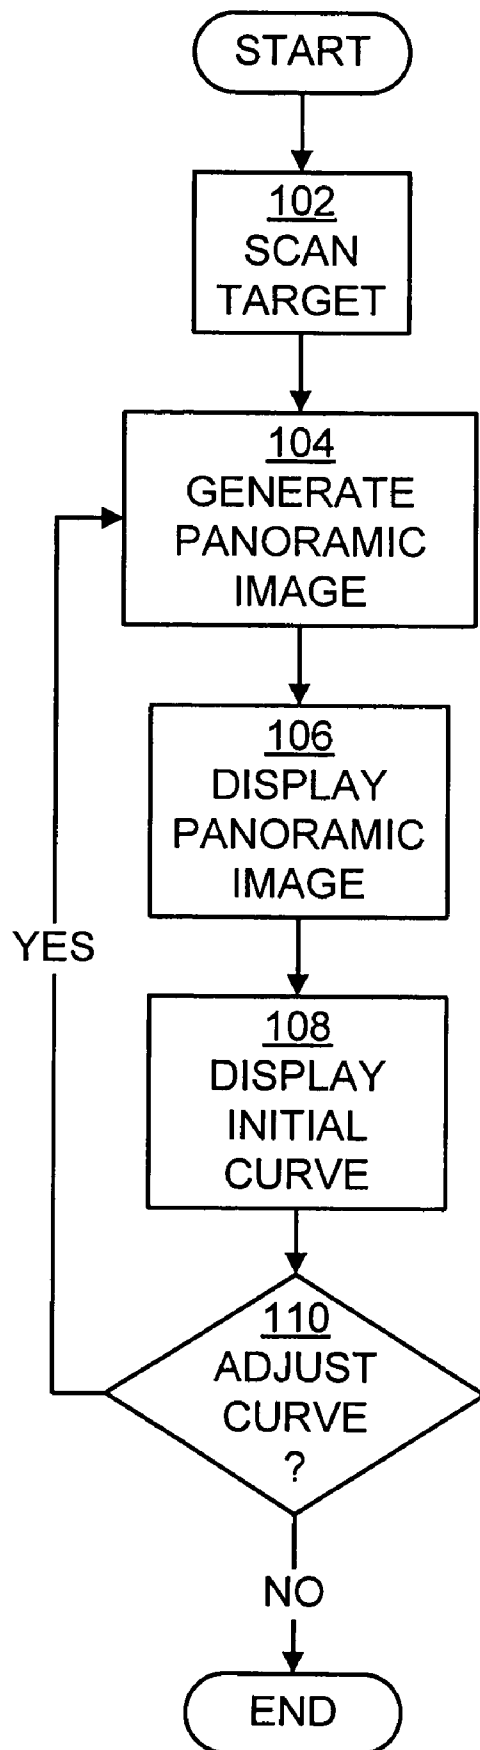 START
102
SCAN
TARGET
104
GENERATE
PANORAMIC
IMAGE
106
DISPLAY
PANORAMIC
IMAGE
YES
108
DISPLAY
INITIAL
CURVE
110
ADJUST
CURVE
?
NO
END